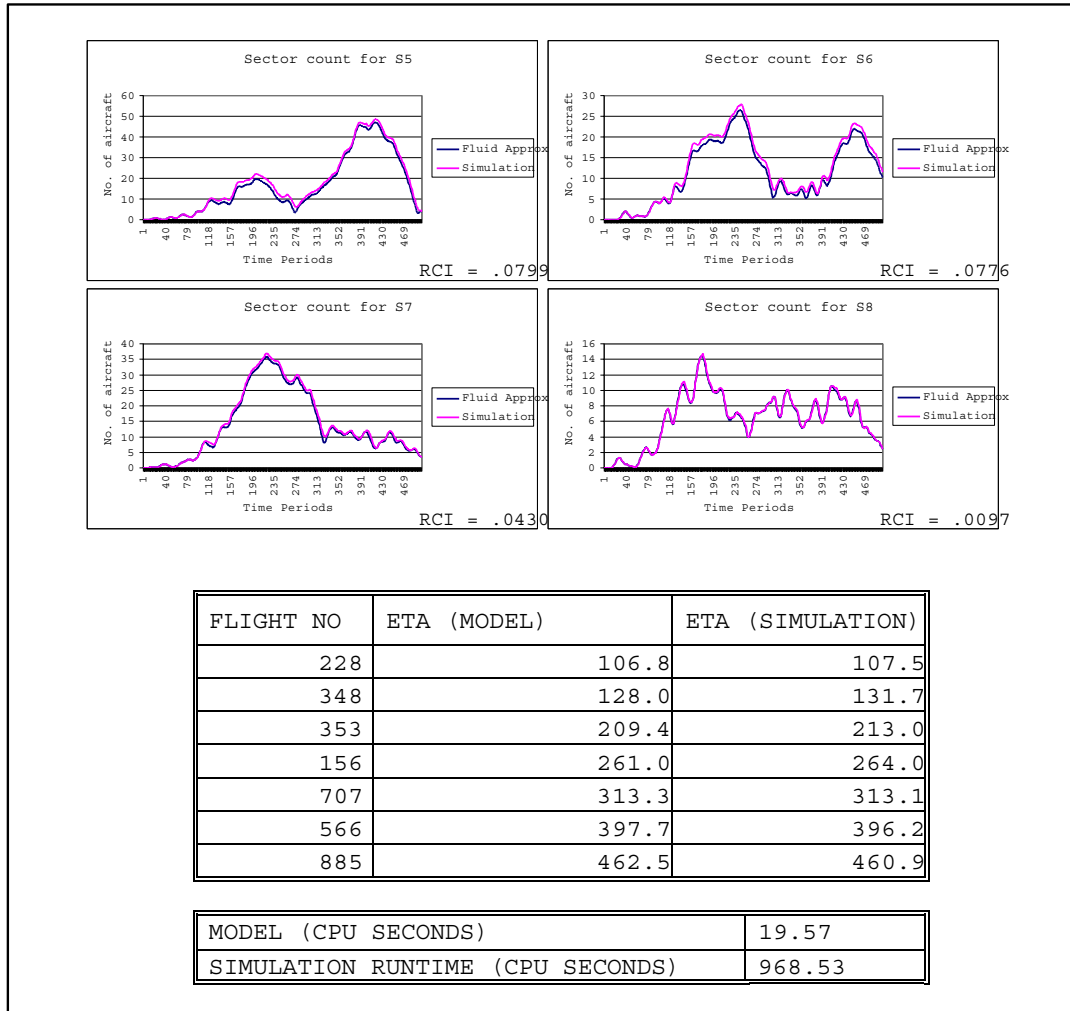 Sector count for S5
No. of aircraft
60
50
40
30
20
10
0
1 40 79 118 157 196 235 274 313 352 391 430 469
Time Periods
Fluid Approx
Simulation
RCI = .0799
Sector count for S6
No. of aircraft
30
25
20
15
10
5
0
1 40 79 118 157 196 235 274 313 352 391 430 469
Time Periods
Fluid Approx
Simulation
RCI = .0776
Sector count for S7
No. of aircraft
40
35
30
25
20
15
10
5
0
1 40 79 118 157 196 235 274 313 352 391 430 469
Time Periods
Fluid Approx
Simulation
RCI = .0430
Sector count for S8
No. of aircraft
16
14
12
10
8
6
4
2
0
1 40 79 118 157 196 235 274 313 352 391 430 469
Time Periods
Fluid Approx
Simulation
RCI = .0097
FLIGHT NO ETA (MODEL) ETA (SIMULATION)
228 106.8 107.5
348 128.0 131.7
353 209.4 213.0
156 261.0 264.0
707 313.3 313.1
566 397.7 396.2
885 462.5 460.9
MODEL (CPU SECONDS) 19.57
SIMULATION RUNTIME (CPU SECONDS) 968.53